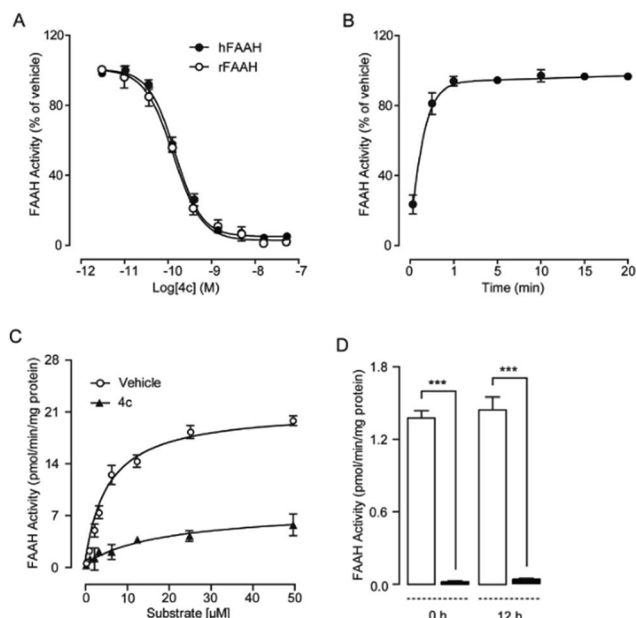 A
FAAH Activity (% of vehicle)
120
80
40
0
hFAAH
rFAAH
-12 -11 -10 -9 -8 -7
Log[4c] (M)
B
FAAH Activity (% of vehicle)
120
80
40
0
0 1 5 10 15 20
Time (min)
C
FAAH Activity (pmol/min/mg protein)
28
21
14
7
0
Vehicle
4c
0 10 20 30 40 50
Substrate [µM]
D
FAAH Activity (pmol/min/mg protein)
1.8
1.2
0.6
0.0
*** ***
0 h 12 h